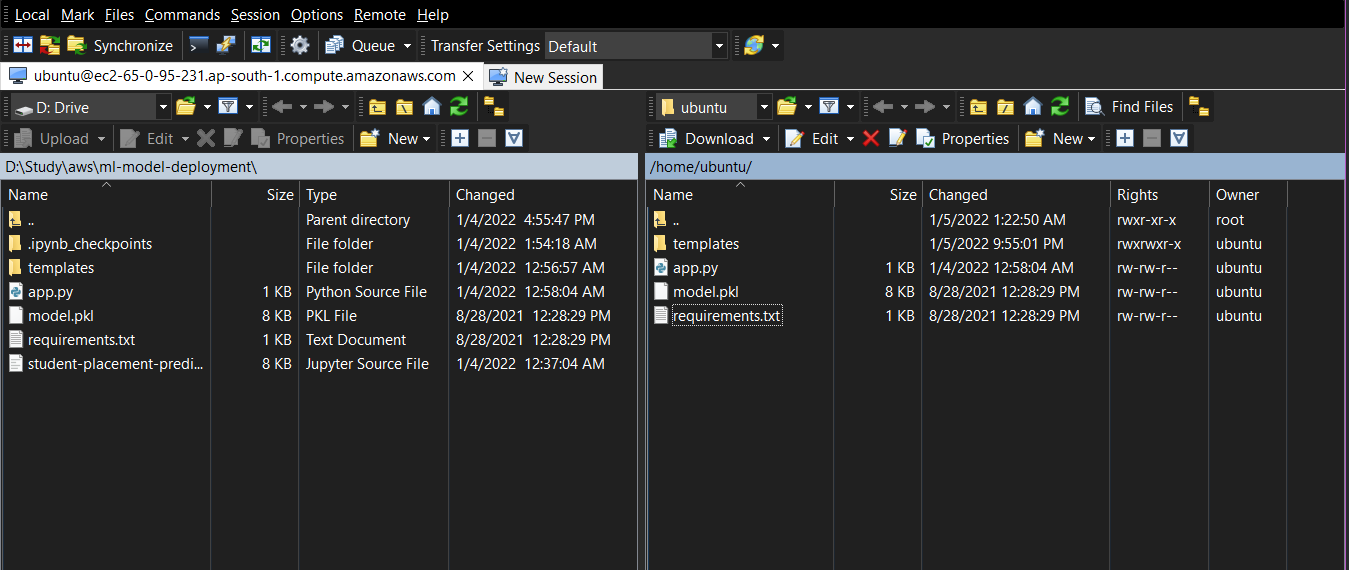 Local Mark Files Commands Session Options Remote Help
Synchronize Queue Transfer Settings Default
ubuntu@ec2-65-0-95-231.ap-south-1.compute.amazonaws.com New Session
D: Drive ubuntu Find Files
Upload Edit Properties New Download Edit Properties New
D:\Study\aws\ml-model-deployment\ /home/ubuntu/
Name Size Type Changed Name Size Changed Rights Owner
.. Parent directory 1/4/2022 4:55:47 PM .. 1/5/2022 1:22:50 AM rwxr-xr-x root
.ipynb_checkpoints File folder 1/4/2022 1:54:18 AM templates 1/5/2022 9:55:01 PM rwxrwxr-x ubuntu
templates File folder 1/4/2022 12:56:57 AM app.py 1 KB 1/4/2022 12:58:04 AM rw-rw-r-- ubuntu
app.py 1 KB Python Source File 1/4/2022 12:58:04 AM model.pkl 8 KB 8/28/2021 12:28:29 PM rw-rw-r-- ubuntu
model.pkl 8 KB PKL File 8/28/2021 12:28:29 PM requirements.txt 1 KB 8/28/2021 12:28:29 PM rw-rw-r-- ubuntu
requirements.txt 1 KB Text Document 8/28/2021 12:28:29 PM
student-placement-predi... 8 KB Jupyter Source File 1/4/2022 12:37:04 AM